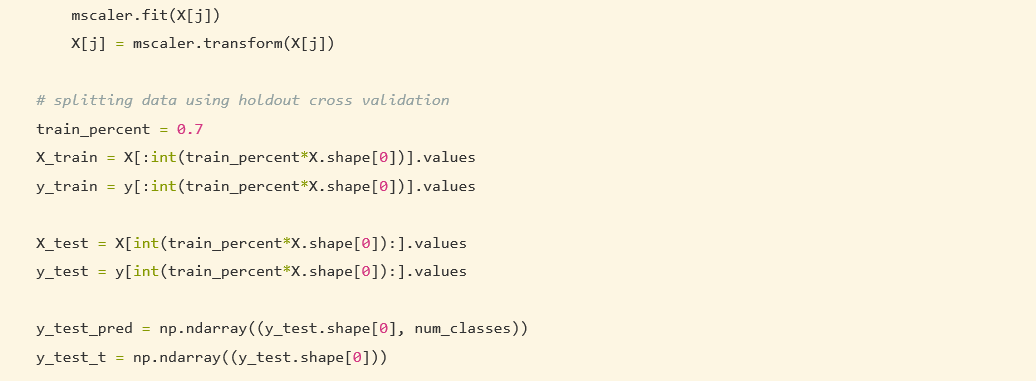 mscaler.fit(X[j])
X[j] = mscaler.transform(X[j])
# splitting data using holdout cross validation
train_percent = 0.7
X_train = X[:int(train_percent*X.shape[0])].values
y_train = y[:int(train_percent*X.shape[0])].values
X_test = X[int(train_percent*X.shape[0]):].values
y_test = y[int(train_percent*X.shape[0]):].values
y_test_pred = np.ndarray((y_test.shape[0], num_classes))
y_test_t = np.ndarray((y_test.shape[0]))